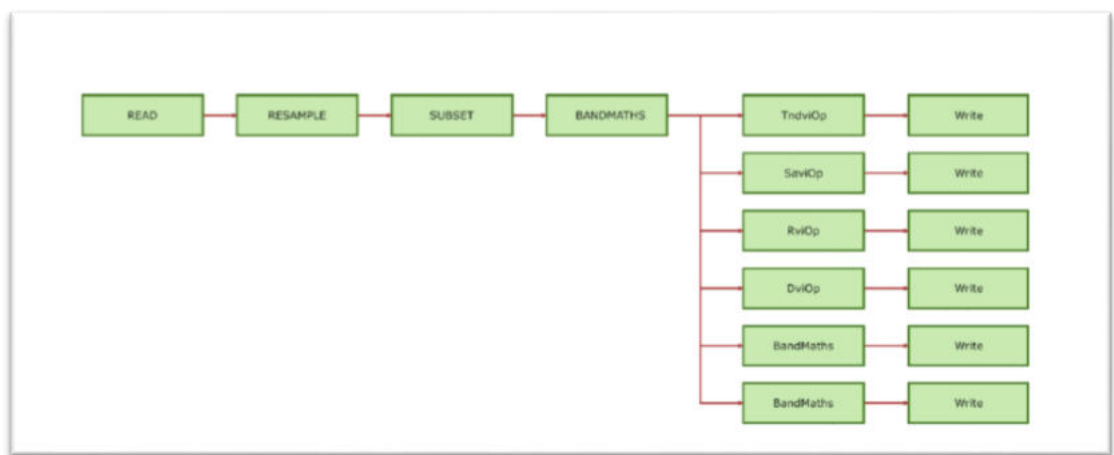 READ RESAMPLE SUBSET BANDMATHS TndviOp Write
SaviOp Write
RviOp Write
DviOp Write
BandMaths Write
BandMaths Write